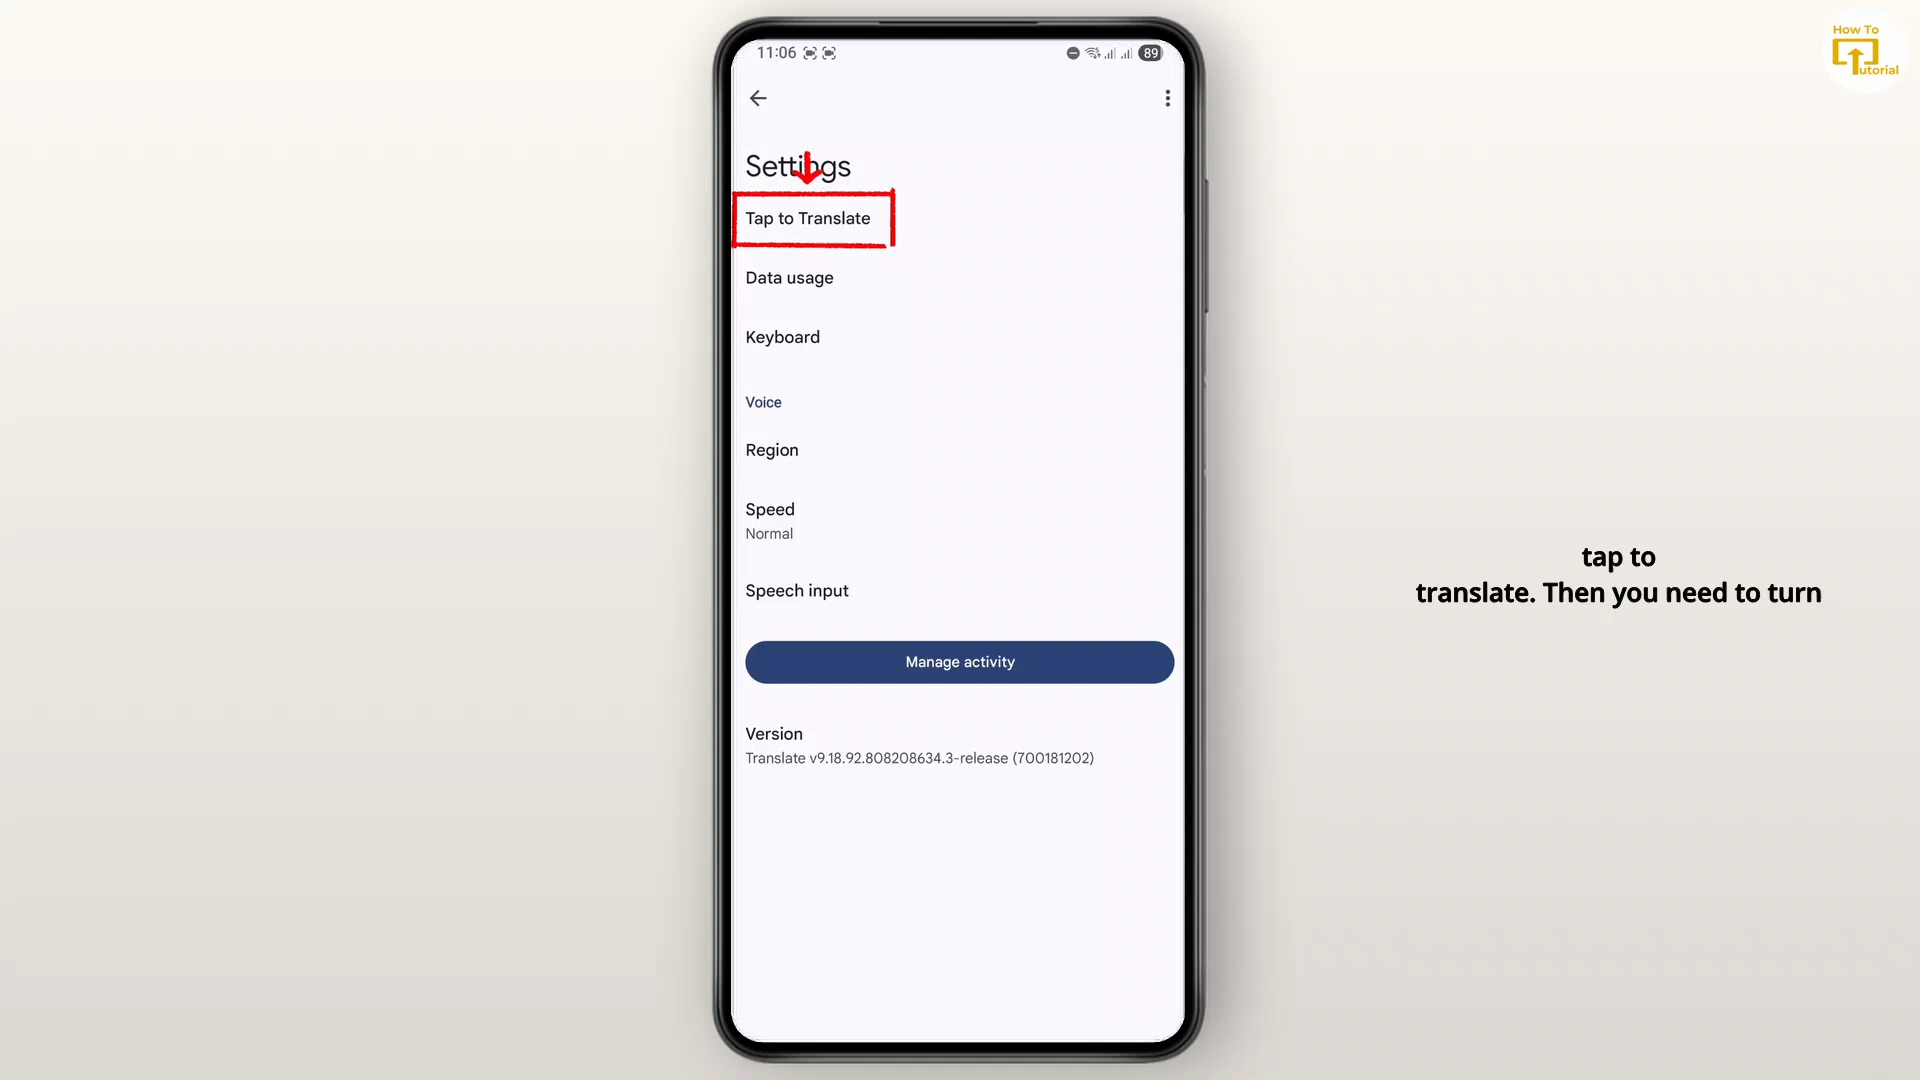 11:06
89
How To
utorial
Settings
Tap to Translate
Data usage
Keyboard
Voice
Region
Speed
Normal
Speech input
Manage activity
Version
Translate v9.18.92.808208634.3-release (700181202)
tap to
translate. Then you need to turn